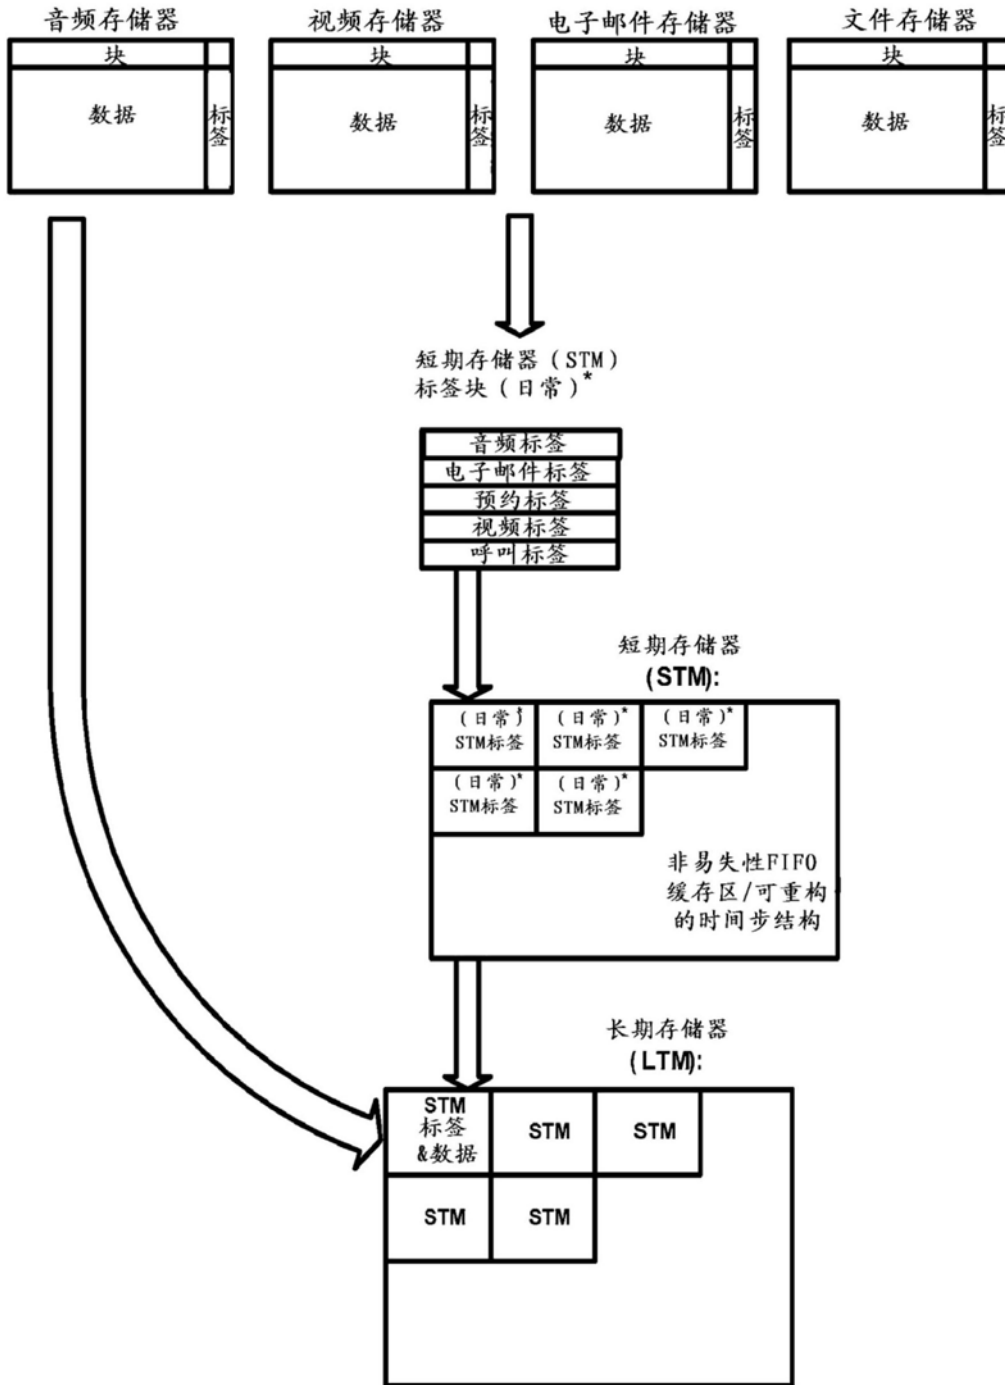 音频存储器
视频存储器
电子邮件存储器
文件存储器
块
块
块
块
数据
标签
数据
标签
数据
标签
数据
标签
短期存储器（STM）
标签块（日常）*
音频标签
电子邮件标签
预约标签
视频标签
呼叫标签
短期存储器
(STM):
（日常）*
STM标签
（日常）*
STM标签
（日常）*
STM标签
（日常）*
STM标签
（日常）*
STM标签
非易失性FIFO
缓存区/可重构
的时间步结构
长期存储器
(LTM):
STM
标签
&数据
STM
STM
STM
STM